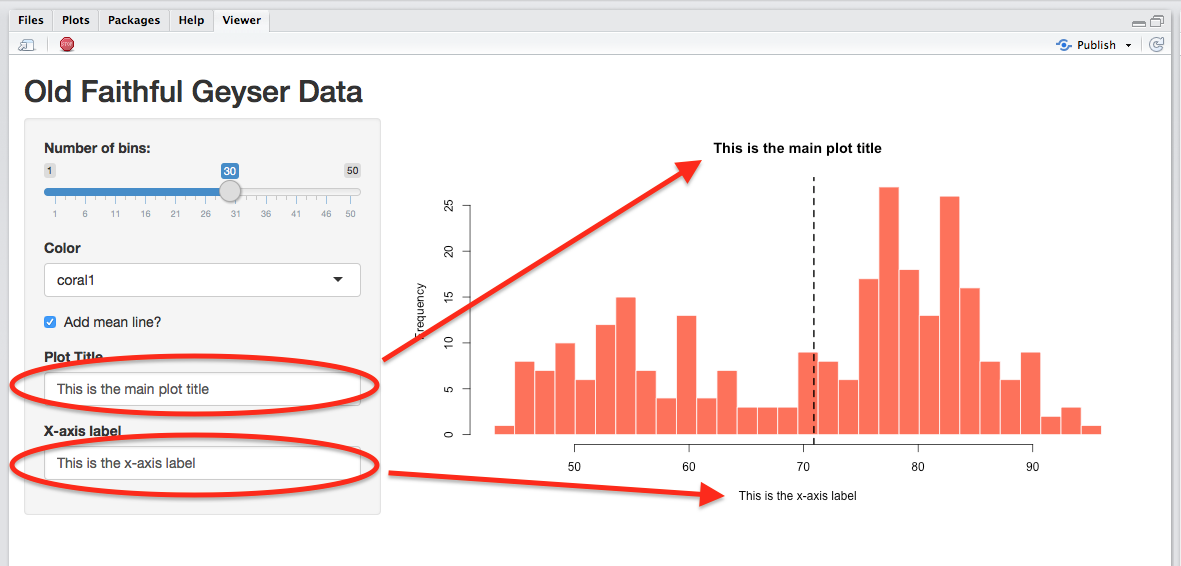 Files Plots Packages Help Viewer
Publish
Old Faithful Geyser Data
Number of bins:
1 30 50
1 6 11 16 21 26 31 36 41 46 50
Color
coral1
Add mean line?
Plot Title
This is the main plot title
X-axis label
This is the x-axis label
This is the main plot title
Frequency
25
20
15
10
5
0
50 60 70 80 90
This is the x-axis label